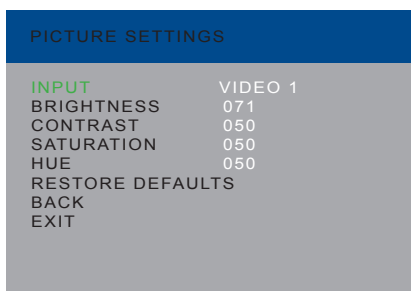 PICTURE SETTINGS
INPUT VIDEO 1
BRIGHTNESS 071
CONTRAST 050
SATURATION 050
HUE 050
RESTORE DEFAULTS
BACK
EXIT